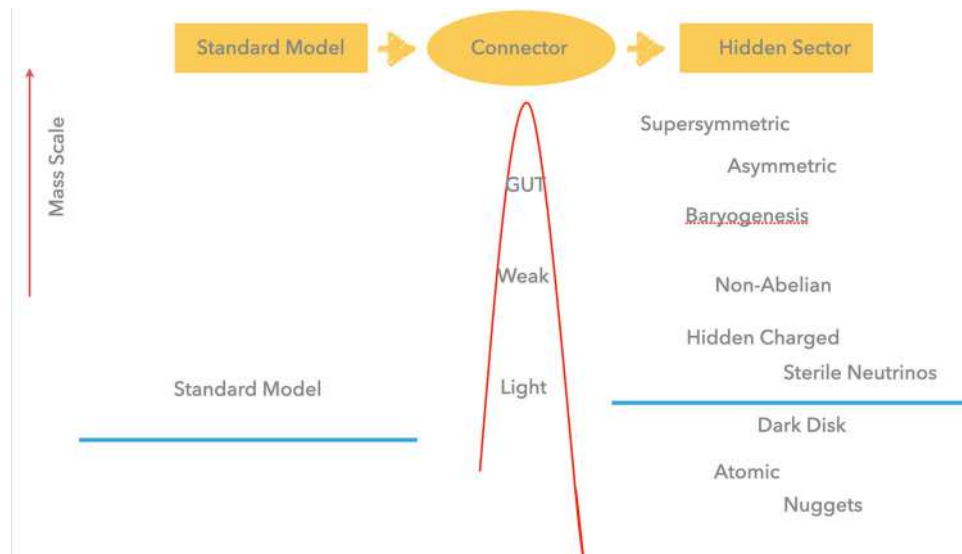 Standard Model
Connector
Hidden Sector
Mass Scale
Supersymmetric
Asymmetric
GUT
Baryogenesis
Weak
Non-Abelian
Hidden Charged
Sterile Neutrinos
Standard Model
Light
Dark Disk
Atomic
Nuggets